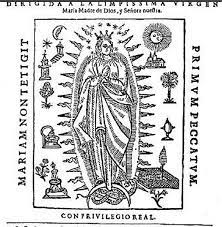 DIRIGIDA A LA LIMPISSIMA VIRGEN
Maria Madre de Dios, y Señora nuestra.
MARIAM NON TETIGIT
PRIMVM PECCATVM.
CON PRIVILEGIO REAL.